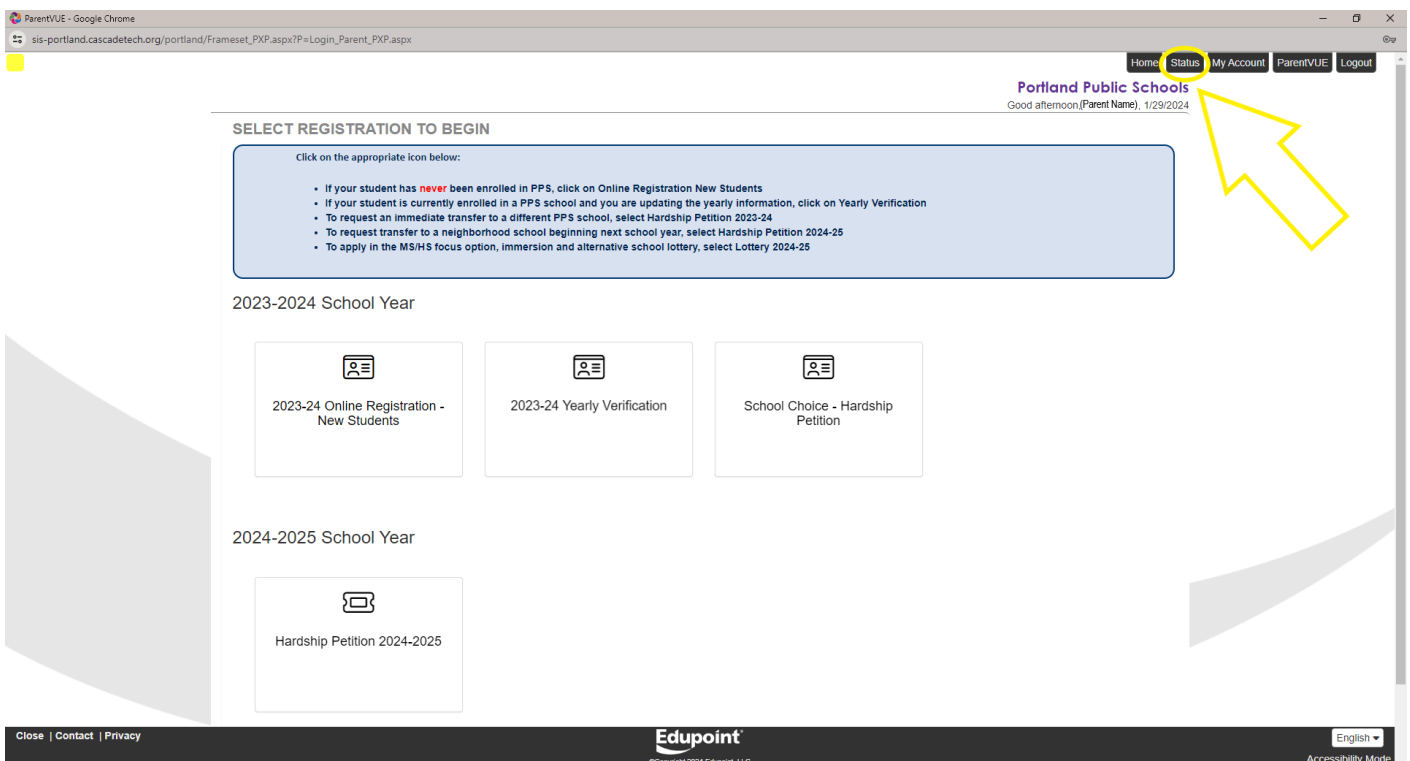 ParentVUE - Google Chrome
sis-portland.cascadetech.org/portland/Frameset_PXP.aspx?P=Login_Parent_PXP.aspx
Home Status My Account ParentVUE Logout
Portland Public Schools
Good afternoon,(Parent Name), 1/29/2024
SELECT REGISTRATION TO BEGIN
Click on the appropriate icon below:
• If your student has never been enrolled in PPS, click on Online Registration New Students
• If your student is currently enrolled in a PPS school and you are updating the yearly information, click on Yearly Verification
• To request an immediate transfer to a different PPS school, select Hardship Petition 2023-24
• To request transfer to a neighborhood school beginning next school year, select Hardship Petition 2024-25
• To apply in the MS/HS focus option, immersion and alternative school lottery, select Lottery 2024-25
2023-2024 School Year
2023-24 Online Registration -
New Students
2023-24 Yearly Verification
School Choice - Hardship
Petition
2024-2025 School Year
Hardship Petition 2024-2025
Close | Contact | Privacy
Edupoint
English
©Copyright 2024 Edupoint, LLC
Accessibility Mode